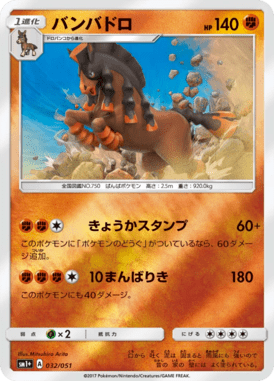 1進化 バンバドロ HP 140
ドロバンコから進化
全国図鑑NO.750 ばんばポケモン 高さ:2.5m 重さ:920.0kg
きょうかスタンプ 60+
このポケモンに「ポケモンのどうぐ」がついているなら、60ダメージ追加。
10まんばりき 180
このポケモンにも40ダメージ。
弱点 ×2 抵抗力 にげる
Illus. Mitsuhiro Arita
sm1+ A 032/051
©2017 Pokémon/Nintendo/Creatures/GAME FREAK.